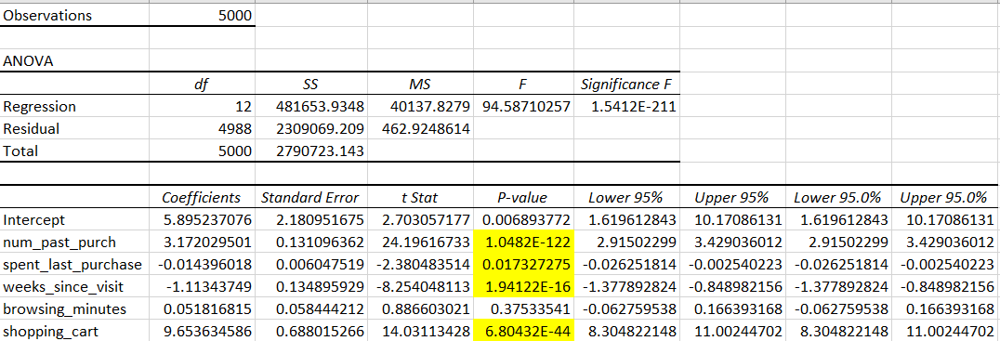 Observations 5000
ANOVA
df SS MS F Significance F
Regression 12 481653.9348 40137.8279 94.58710257 1.5412E-211
Residual 4988 2309069.209 462.9248614
Total 5000 2790723.143
Coefficients Standard Error t Stat P-value Lower 95% Upper 95% Lower 95.0% Upper 95.0%
Intercept 5.895237076 2.180951675 2.703057177 0.006893772 1.619612843 10.17086131 1.619612843 10.17086131
num_past_purch 3.172029501 0.131096362 24.19616733 1.0482E-122 2.91502299 3.429036012 2.91502299 3.429036012
spent_last_purchase -0.014396018 0.006047519 -2.380483514 0.017327275 -0.026251814 -0.002540223 -0.026251814 -0.002540223
weeks_since_visit -1.11343749 0.134895929 -8.254048113 1.94122E-16 -1.377892824 -0.848982156 -1.377892824 -0.848982156
browsing_minutes 0.051816815 0.058444212 0.886603021 0.37533541 -0.062759538 0.166393168 -0.062759538 0.166393168
shopping_cart 9.653634586 0.688015266 14.03113428 6.80432E-44 8.304822148 11.00244702 8.304822148 11.00244702